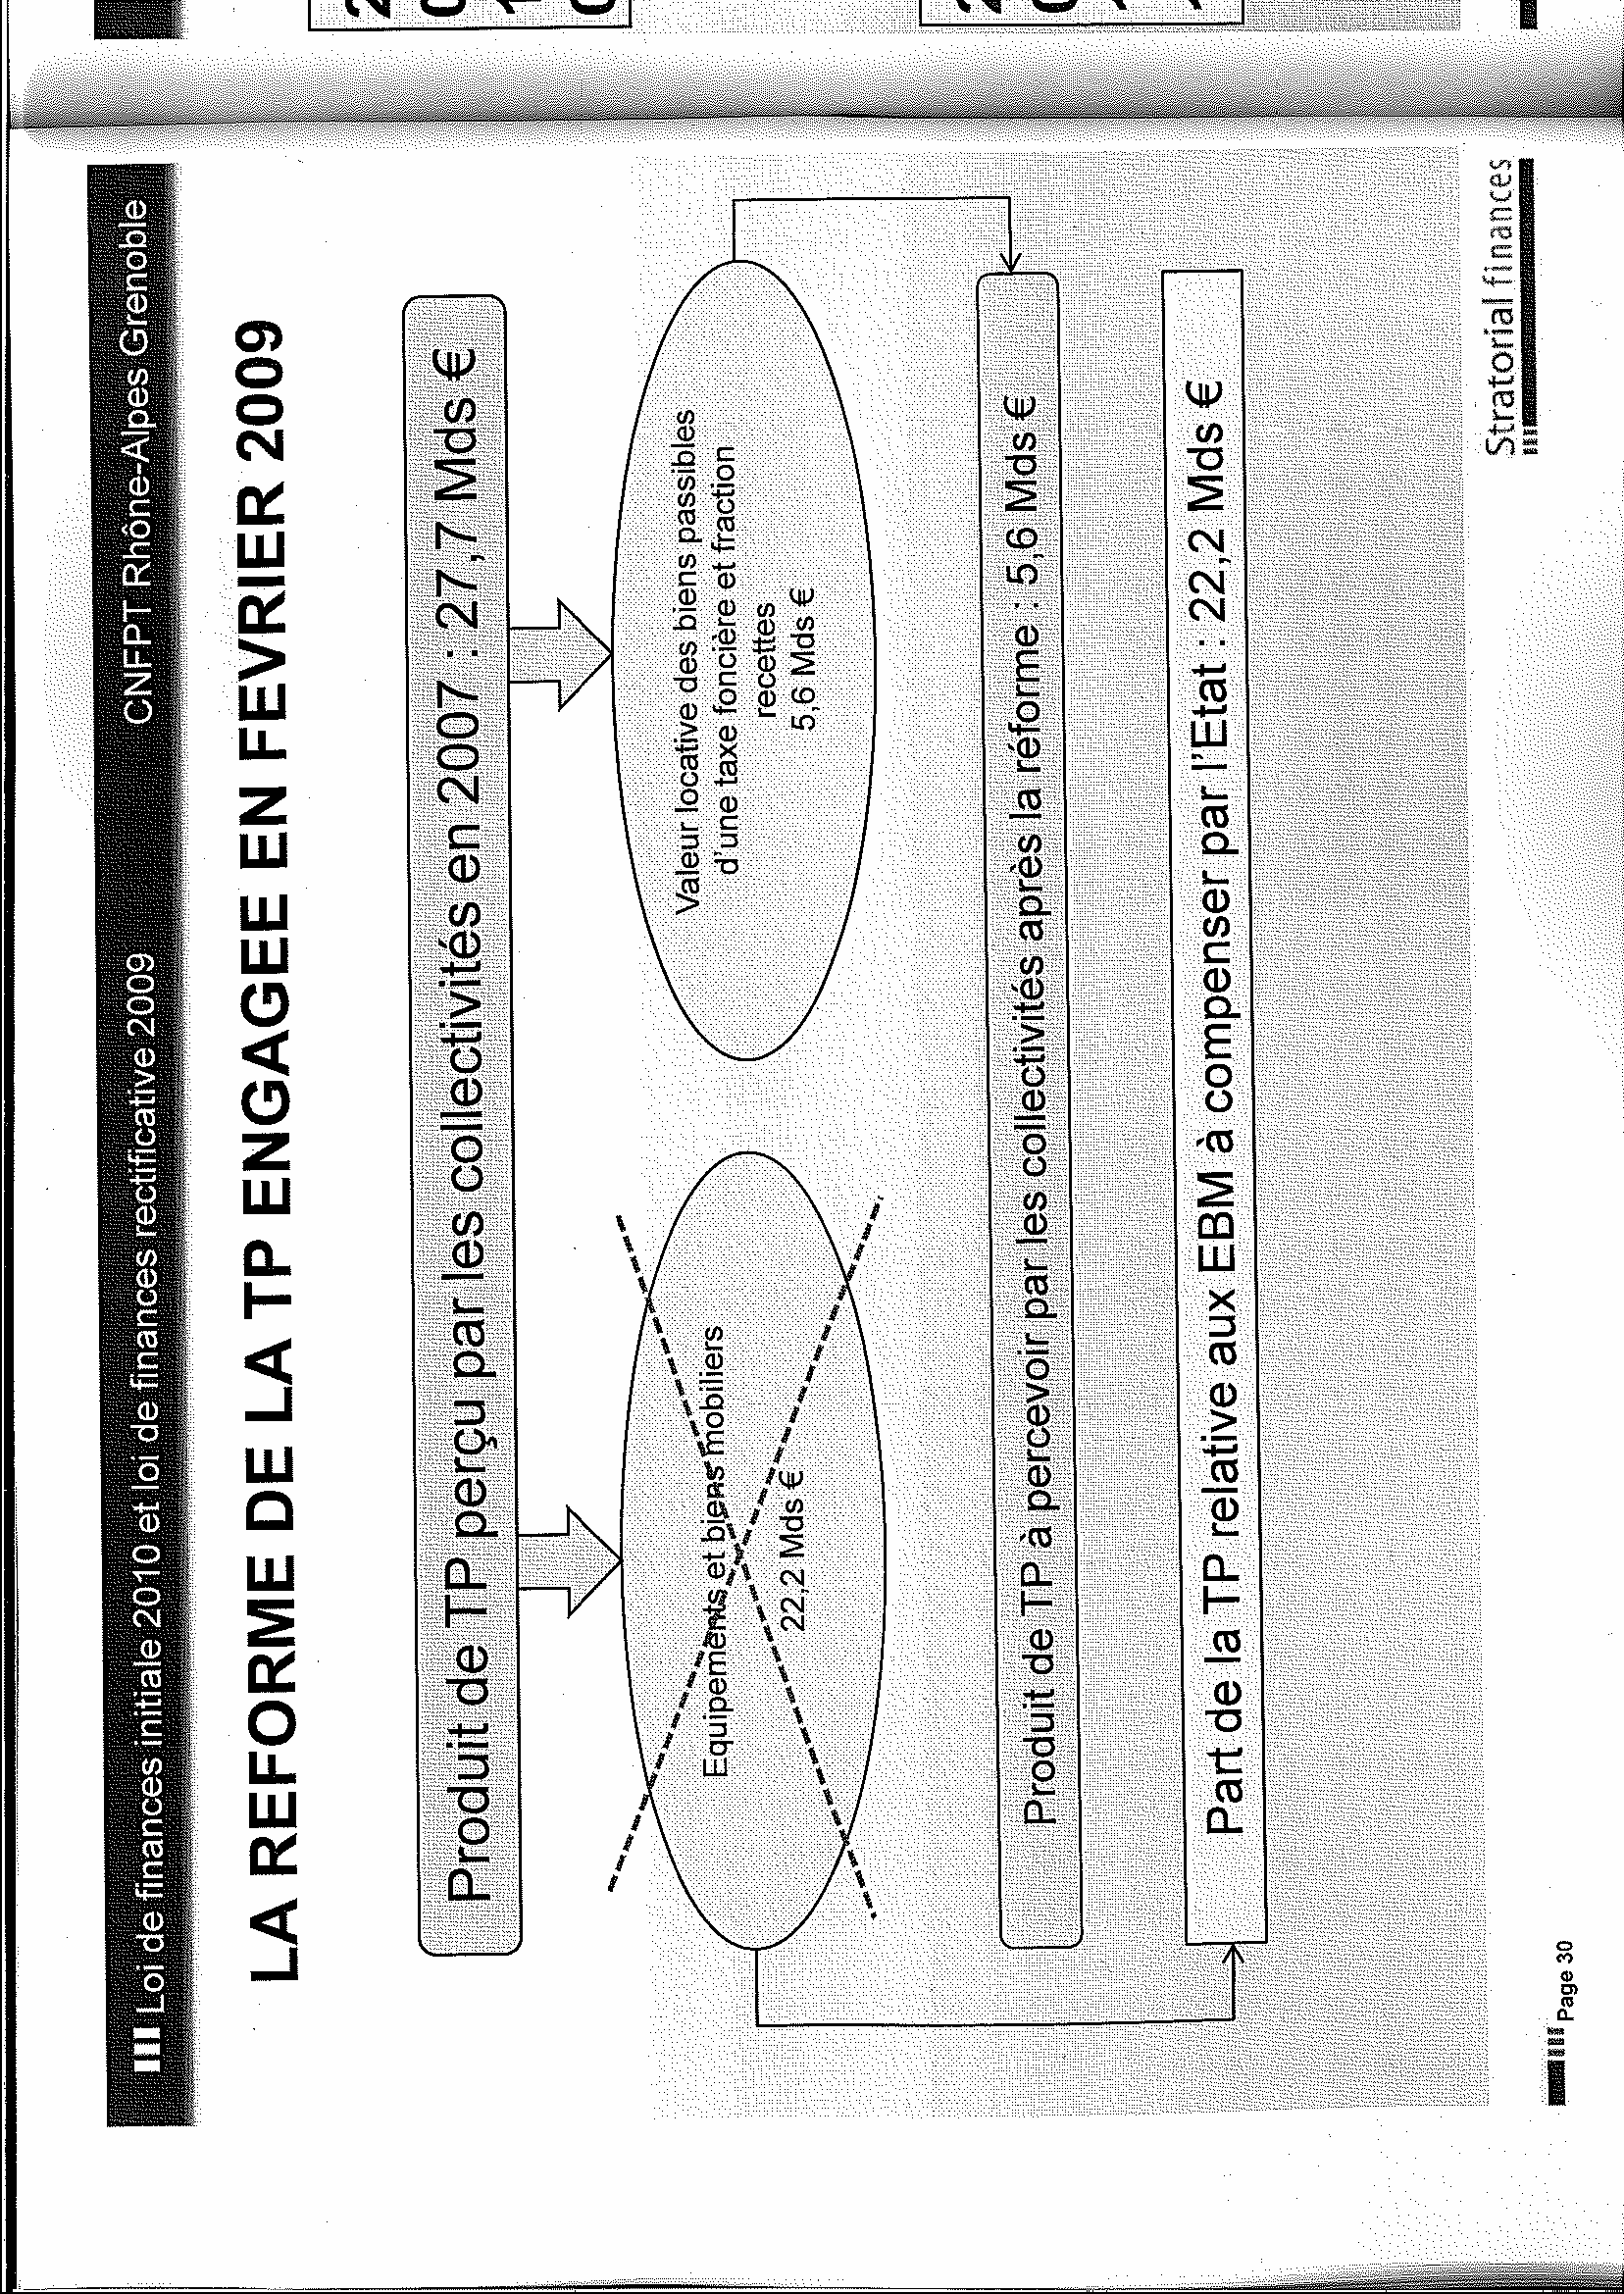 Loi de finances initiale 2010 et loi de finances rectificative 2009 CNFPT Rhône-Alpes Grenoble
LA REFORME DE LA TP ENGAGEE EN FEVRIER 2009
Produit de TP perçu par les collectivités en 2007 : 27,7 Mds €
Equipements et biens mobiliers
22,2 Mds €
Valeur locative des biens passibles
d'une taxe foncière et fraction
recettes
5,6 Mds €
Produit de TP à percevoir par les collectivités après la réforme : 5,6 Mds €
Part de la TP relative aux EBM à compenser par l'Etat : 22,2 Mds €
Page 30
Stratorial finances